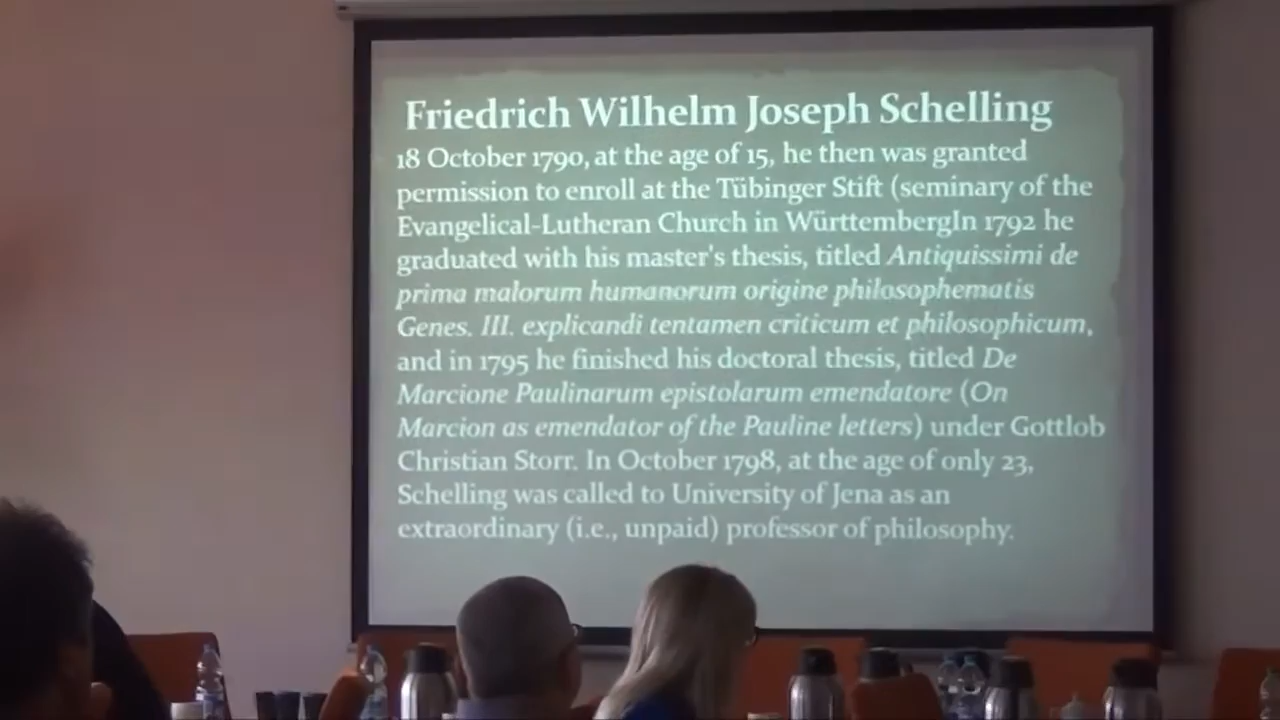 Friedrich Wilhelm Joseph Schelling
18 October 1790, at the age of 15, he then was granted
permission to enroll at the Tübinger Stift (seminary of the
Evangelical-Lutheran Church in WürttembergIn 1792 he
graduated with his master's thesis, titled Antiquissimi de
prima malorum humanorum origine philosophematis
Genes. III. explicandi tentamen criticum et philosophicum,
and in 1795 he finished his doctoral thesis, titled De
Marcione Paulinarum epistolarum emendatore (On
Marcion as emendator of the Pauline letters) under Gottlob
Christian Storr. In October 1798, at the age of only 23,
Schelling was called to University of Jena as an
extraordinary (i.e., unpaid) professor of philosophy.